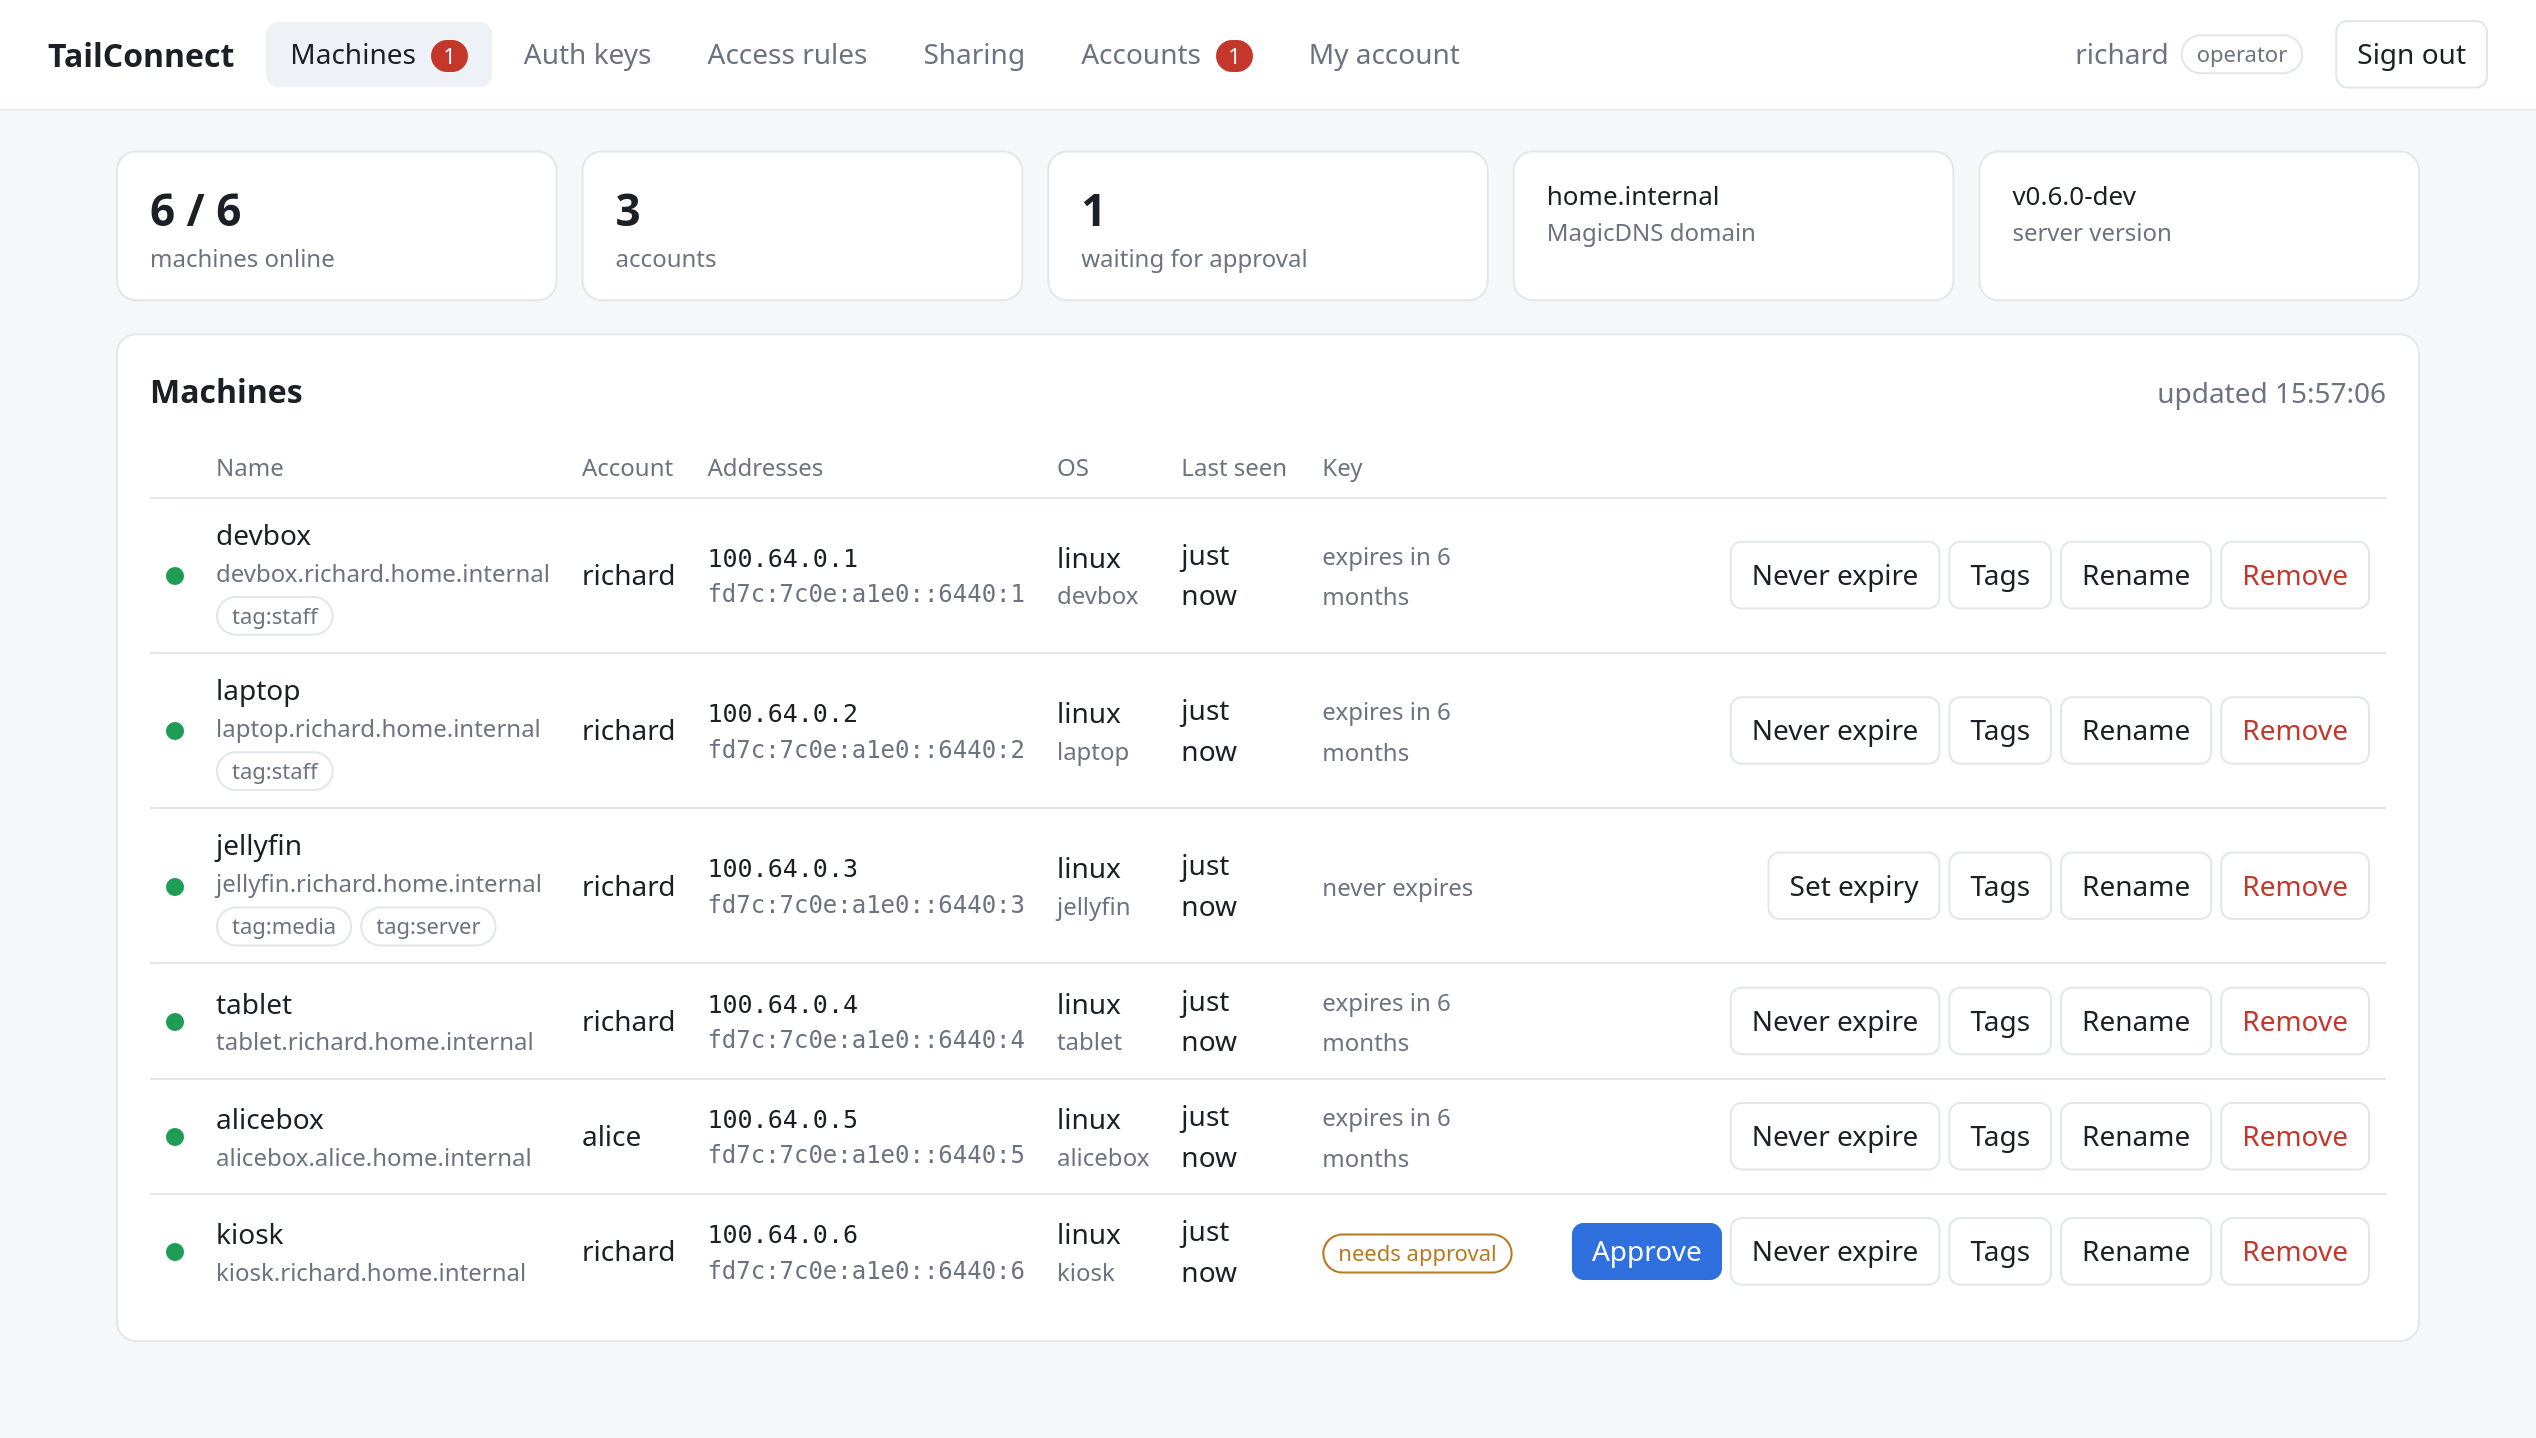 TailConnect Machines 1 Auth keys Access rules Sharing Accounts 1 My account richard operator Sign out
6 / 6
machines online
3
accounts
1
waiting for approval
home.internal
MagicDNS domain
v0.6.0-dev
server version
Machines updated 15:57:06
Name Account Addresses OS Last seen Key
devbox
devbox.richard.home.internal
tag:staff
richard
100.64.0.1
fd7c:7c0e:a1e0::6440:1
linux
devbox
just
now
expires in 6
months
Never expire Tags Rename Remove
laptop
laptop.richard.home.internal
tag:staff
richard
100.64.0.2
fd7c:7c0e:a1e0::6440:2
linux
laptop
just
now
expires in 6
months
Never expire Tags Rename Remove
jellyfin
jellyfin.richard.home.internal
tag:media tag:server
richard
100.64.0.3
fd7c:7c0e:a1e0::6440:3
linux
jellyfin
just
now
never expires
Set expiry Tags Rename Remove
tablet
tablet.richard.home.internal
richard
100.64.0.4
fd7c:7c0e:a1e0::6440:4
linux
tablet
just
now
expires in 6
months
Never expire Tags Rename Remove
alicebox
alicebox.alice.home.internal
alice
100.64.0.5
fd7c:7c0e:a1e0::6440:5
linux
alicebox
just
now
expires in 6
months
Never expire Tags Rename Remove
kiosk
kiosk.richard.home.internal
richard
100.64.0.6
fd7c:7c0e:a1e0::6440:6
linux
kiosk
just
now
needs approval
Approve Never expire Tags Rename Remove